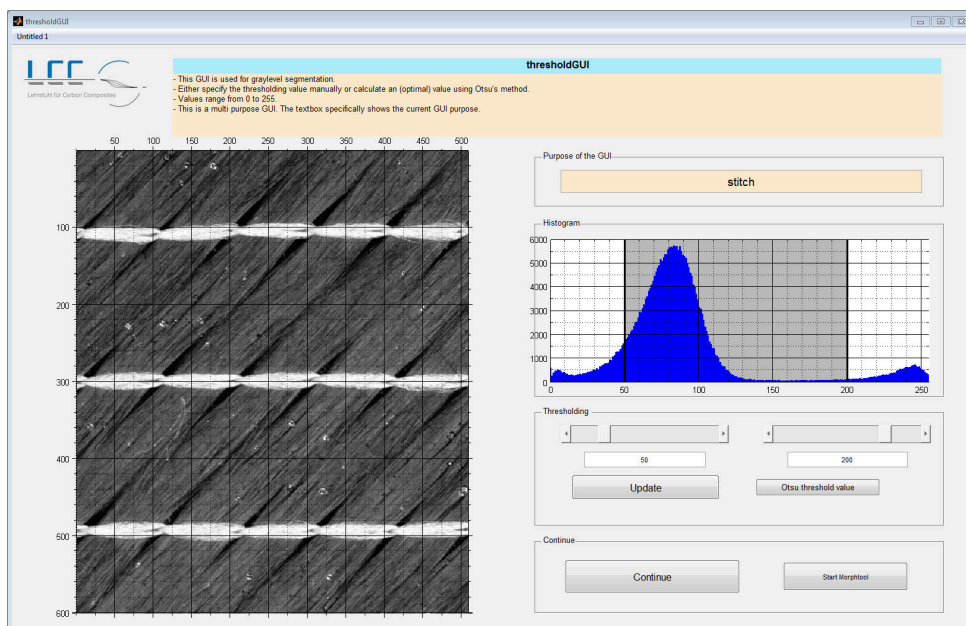 thresholdGUI
Untitled 1
LCC
Lehrstuhl für Carbon Composites
thresholdGUI
- This GUI is used for graylevel segmentation.
- Either specify the thresholding value manually or calculate an (optimal) value using Otsu's method.
- Values range from 0 to 255.
- This is a multi purpose GUI. The textbox specifically shows the current GUI purpose.
50 100 150 200 250 300 350 400 450 500
100
200
300
400
500
600
Purpose of the GUI
stitch
Histogram
6000
5000
4000
3000
2000
1000
0
0 50 100 150 200 250
Thresholding
50 200
Update Otsu threshold value
Continue
Continue Start Morphtool